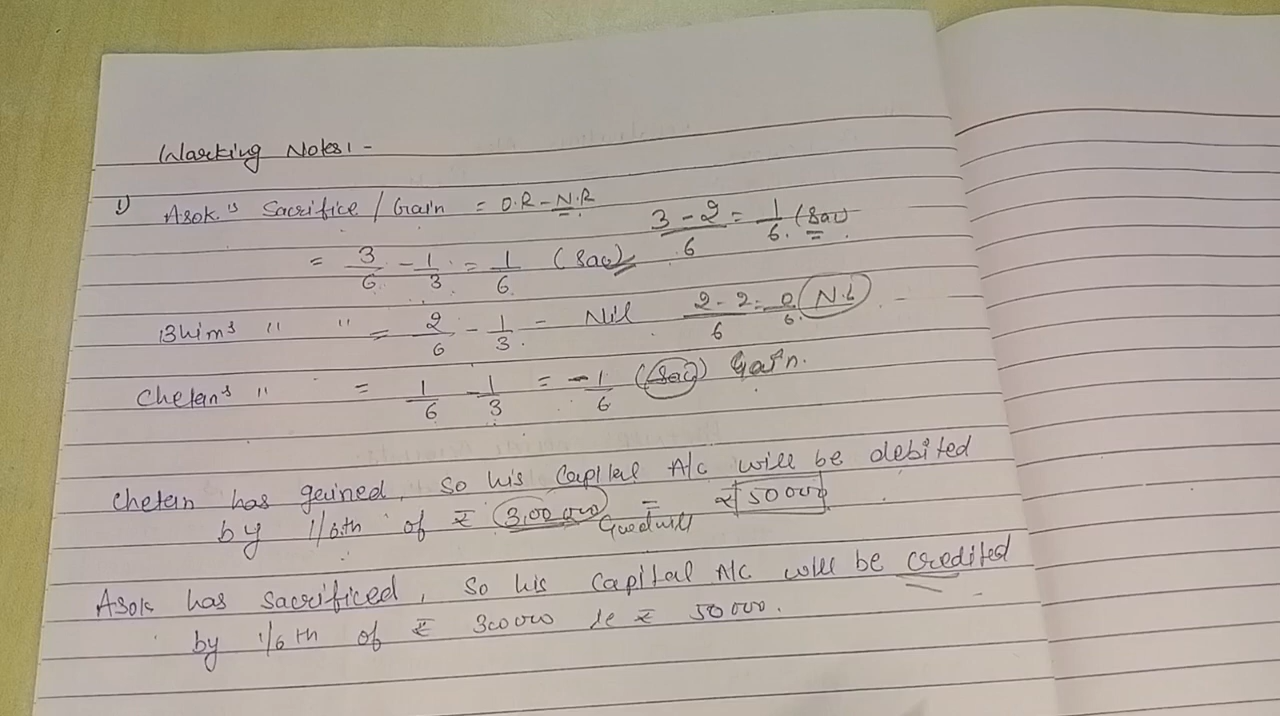 Working Notes:-
1) Asok's Sacrifice / Gain = O.R - N.R
= 3/6 - 1/3 = 1/6 (Sac) 3 - 2/6 = 1/6. (Sac)
Bhim's " " = 2/6 - 1/3. - Nil 2 - 2/6 = 0/6. Nil
Chetan's " = 1/6 - 1/3 = -1/6 (Sac) Gain.
Chetan has gained, so his Capital A/c will be debited
by 1/6th of ₹ 3,00,000 Goodwill = ₹ 50000
Asok has sacrificed, so his Capital A/c will be credited
by 1/6th of ₹ 300000 ie ₹ 50000.